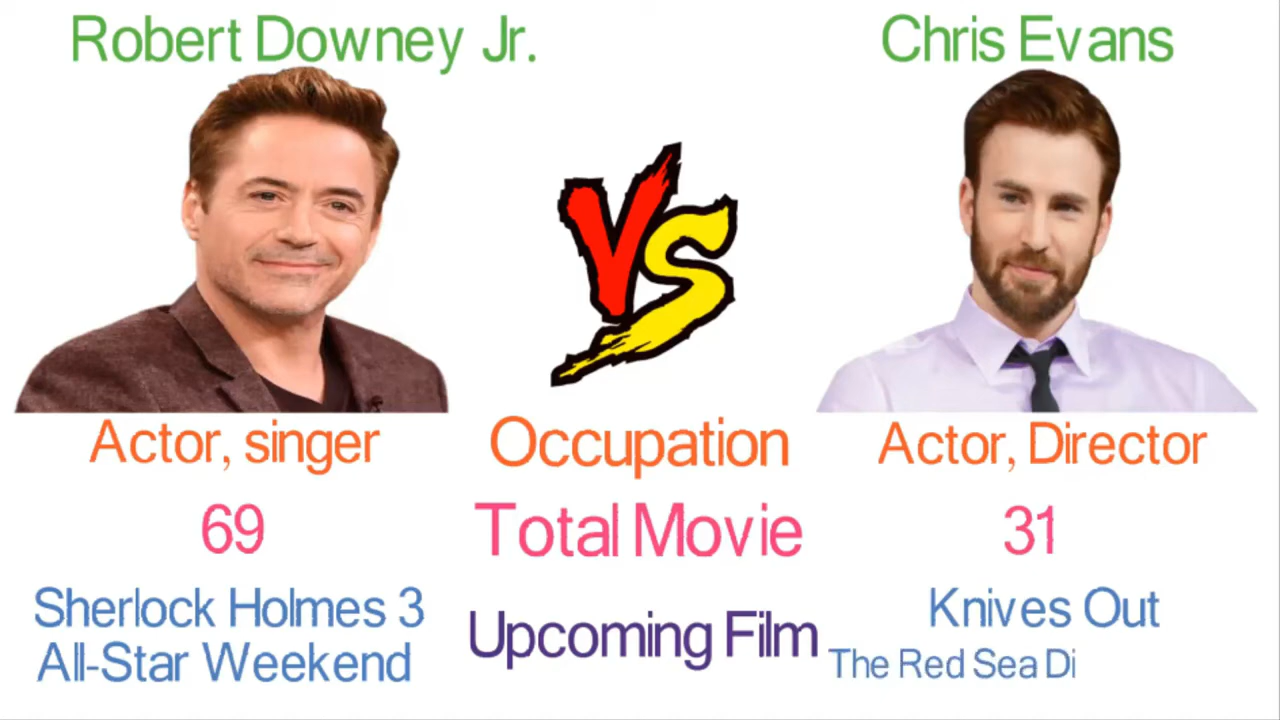 Robert Downey Jr.
Chris Evans
VS
Actor, singer
Occupation
Actor, Director
69
Total Movie
31
Sherlock Holmes 3
All-Star Weekend
Upcoming Film
Knives Out
The Red Sea Di